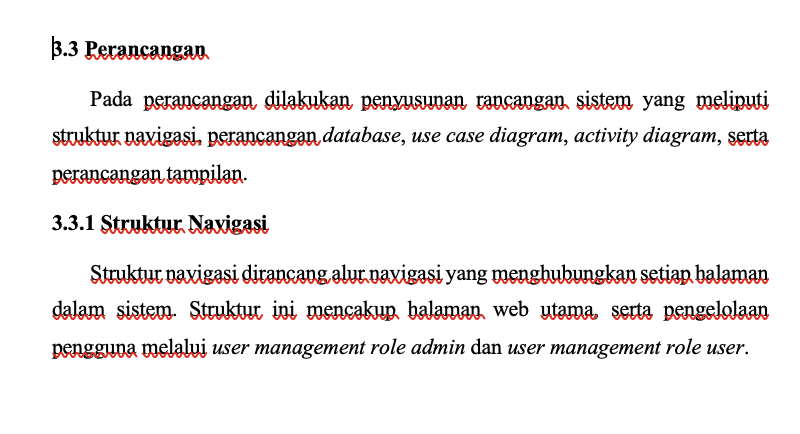 3.3 Perancangan
Pada perancangan dilakukan penyusunan rancangan sistem yang meliputi
struktur navigasi, perancangan database, use case diagram, activity diagram, serta
perancangan tampilan.
3.3.1 Struktur Navigasi
Struktur navigasi dirancang alur navigasi yang menghubungkan setiap halaman
dalam sistem. Struktur ini mencakup halaman web utama, serta pengelolaan
pengguna melalui user management role admin dan user management role user.